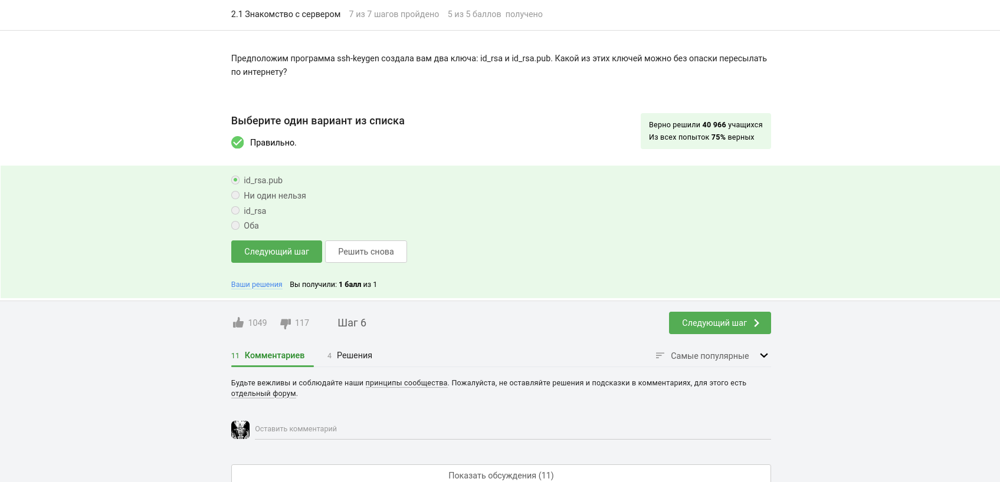 2.1 Знакомство с сервером 7 из 7 шагов пройдено 5 из 5 баллов получено
Предположим программа ssh-keygen создала вам два ключа: id_rsa и id_rsa.pub. Какой из этих ключей можно без опаски пересылать
по интернету?
Выберите один вариант из списка
Верно решили 40 966 учащихся
Из всех попыток 75% верных
Правильно.
id_rsa.pub
Ни один нельзя
id_rsa
Оба
Следующий шаг Решить снова
Ваши решения Вы получили: 1 балл из 1
1049 117 Шаг 6 Следующий шаг
11 Комментариев 4 Решения Самые популярные
Будьте вежливы и соблюдайте наши принципы сообщества. Пожалуйста, не оставляйте решения и подсказки в комментариях, для этого есть
отдельный форум.
Оставить комментарий
Показать обсуждения (11)